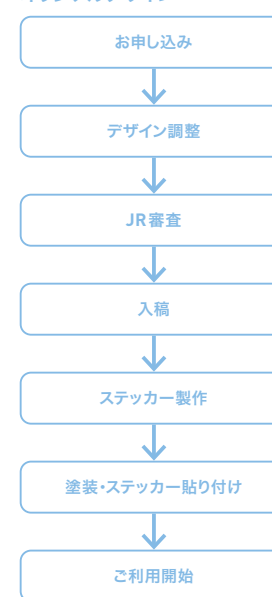 お申し込み
デザイン調整
JR審査
入稿
ステッカー製作
塗装・ステッカー貼り付け
ご利用開始